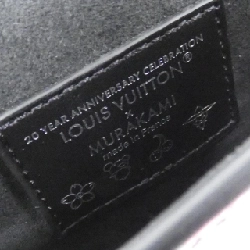 20 YEAR ANNIVERSARY CELEBRATION
LOUIS VUITTON®
×
MURAKAMI
made in France